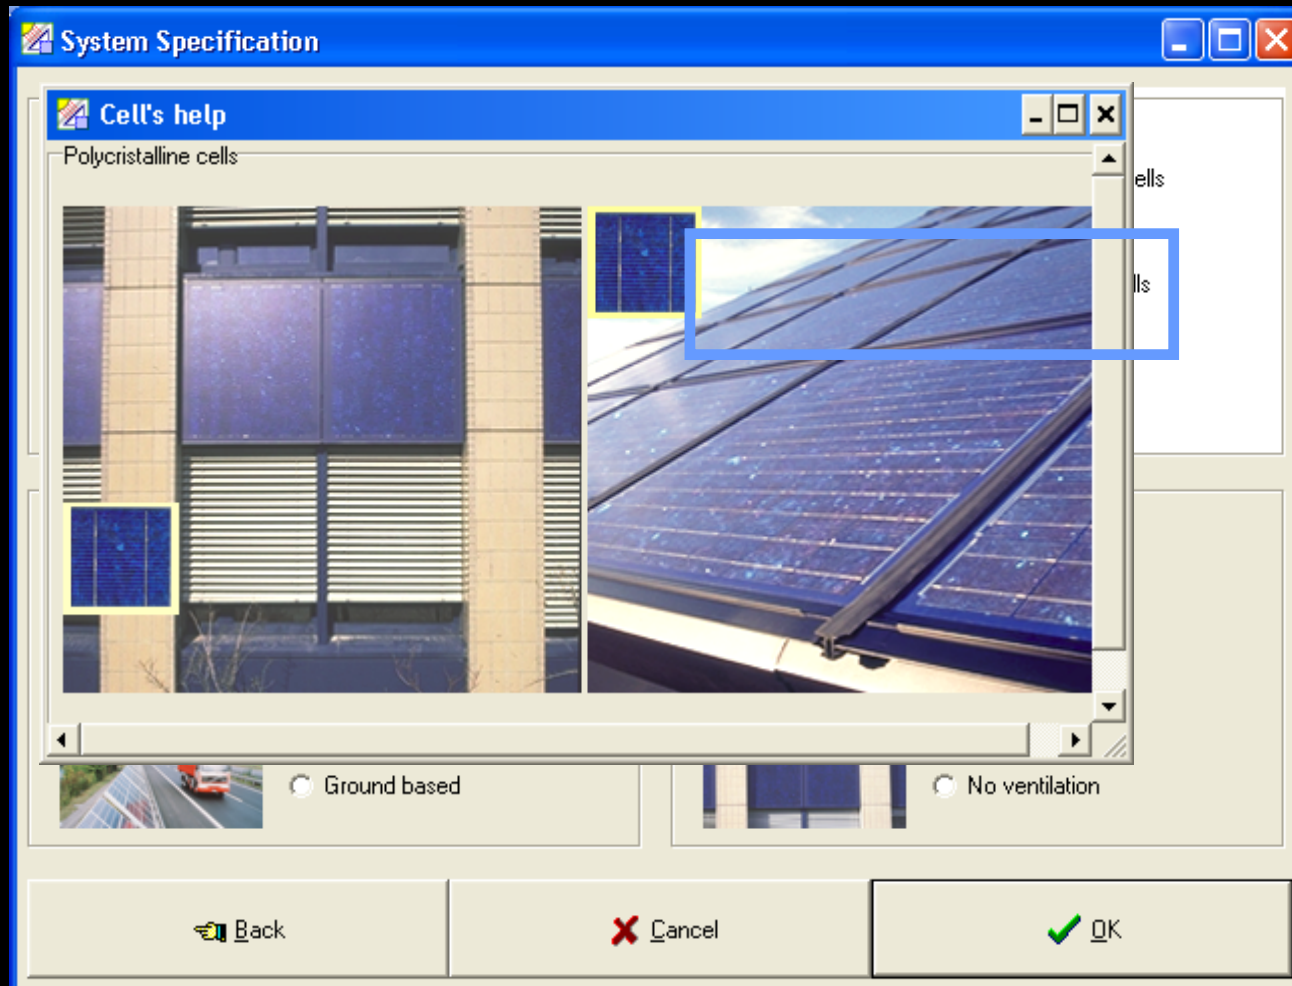 System Specification
Cell's help
Polycristalline cells
ells
lls
Ground based
No ventilation
Back
Cancel
OK